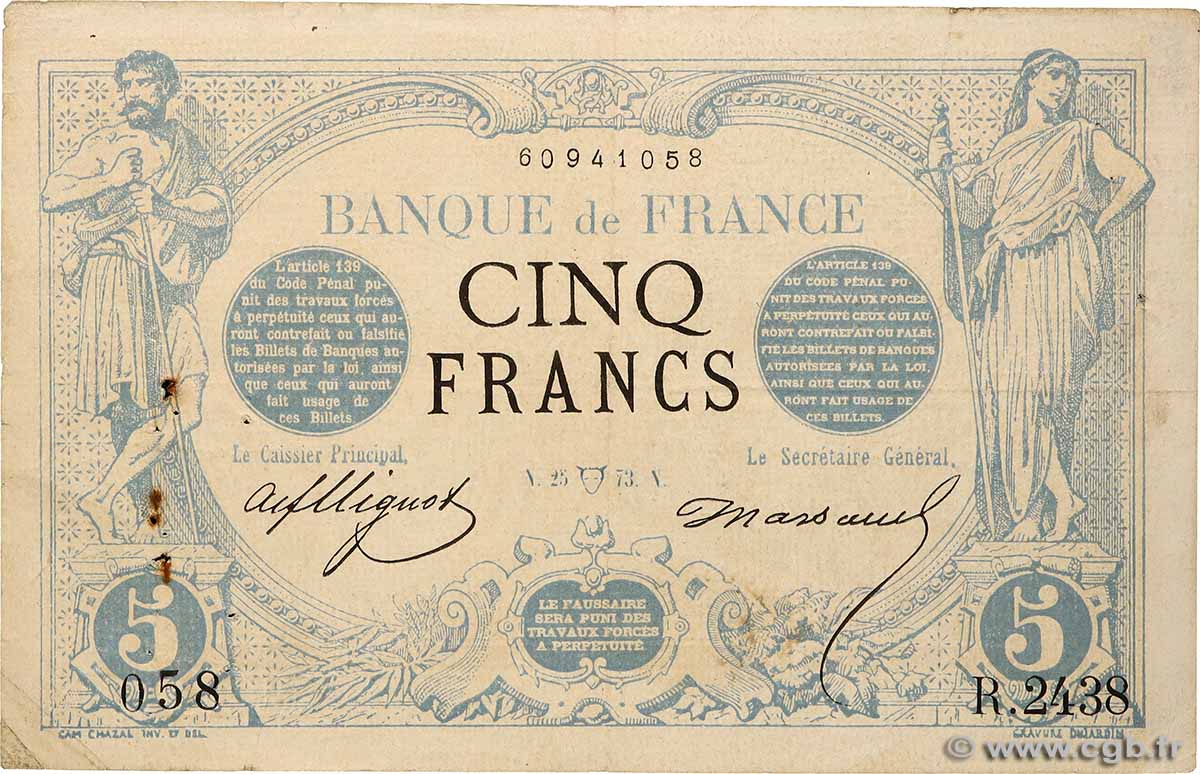 60941058
BANQUE de FRANCE
CINQ
FRANCS
L'article 139
du Code Pénal pu-
nit des travaux forcés
à perpétuité ceux qui au-
ront contrefait ou falsifié
les Billets de Banques au-
torisées par la loi, ainsi
que ceux qui auront
fait usage de
ces Billets.
L'ARTICLE 139
DU CODE PÉNAL PU-
NIT DES TRAVAUX FORCÉS
A PERPÉTUITÉ CEUX QUI AU-
RONT CONTREFAIT OU FALSI-
FIÉ LES BILLETS DE BANQUES
AUTORISÉES PAR LA LOI,
AINSI QUE CEUX QUI AU-
RONT FAIT USAGE DE
CES BILLETS.
Le Caissier Principal,
Le Secrétaire Général,
N. 25 73. N.
Marsaud
LE FAUSSAIRE
SERA PUNI DES
TRAVAUX FORCÉS
A PERPÉTUITÉ
5
5
058
R.2438
CAM CHAZAL INV. ET DEL.
GRAVURE DUJARDIN
© www.cgb.fr